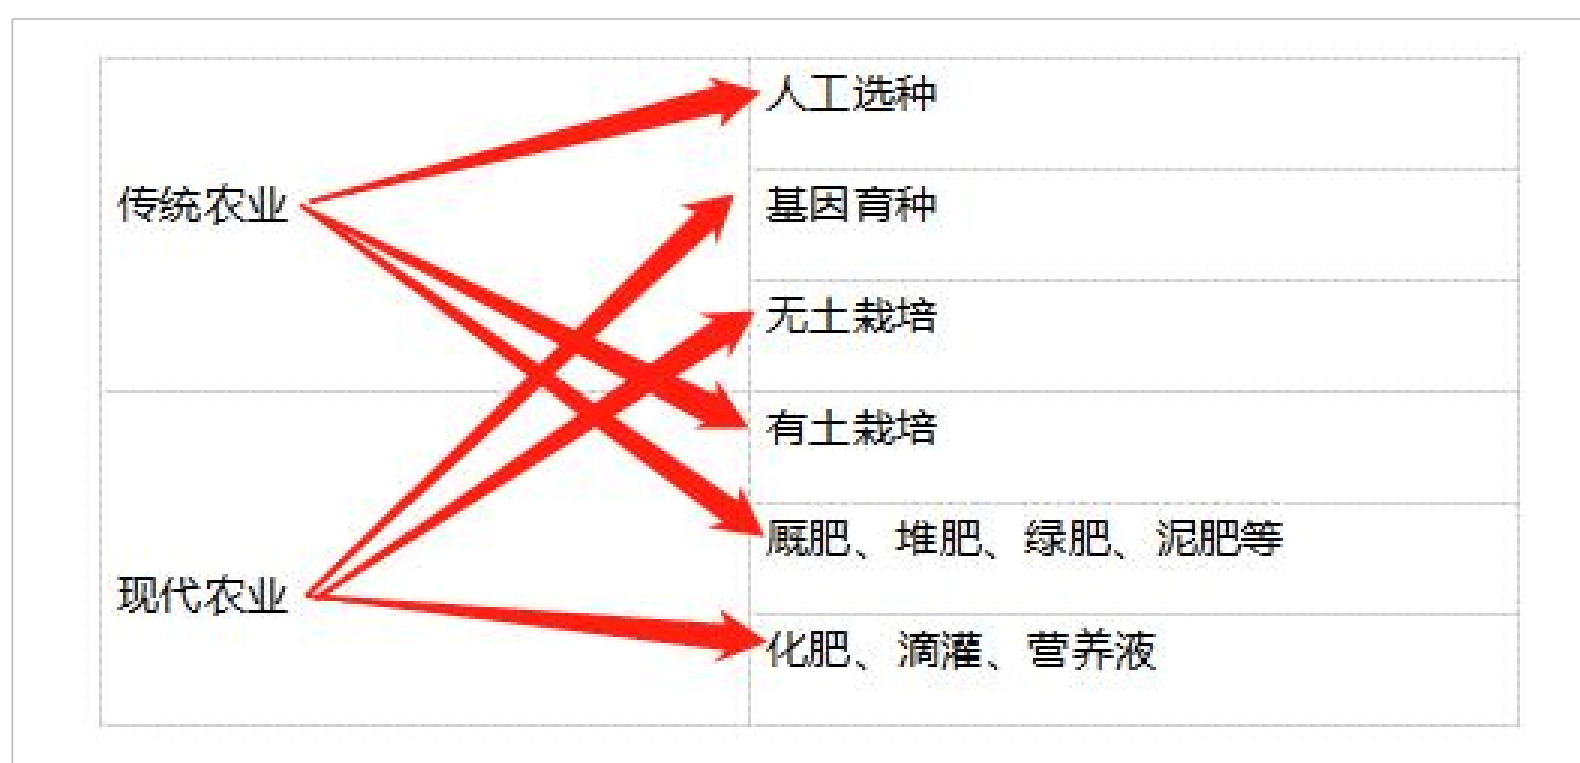 人工选种
传统农业
基因育种
无土栽培
有土栽培
厩肥、堆肥、绿肥、泥肥等
现代农业
化肥、滴灌、营养液